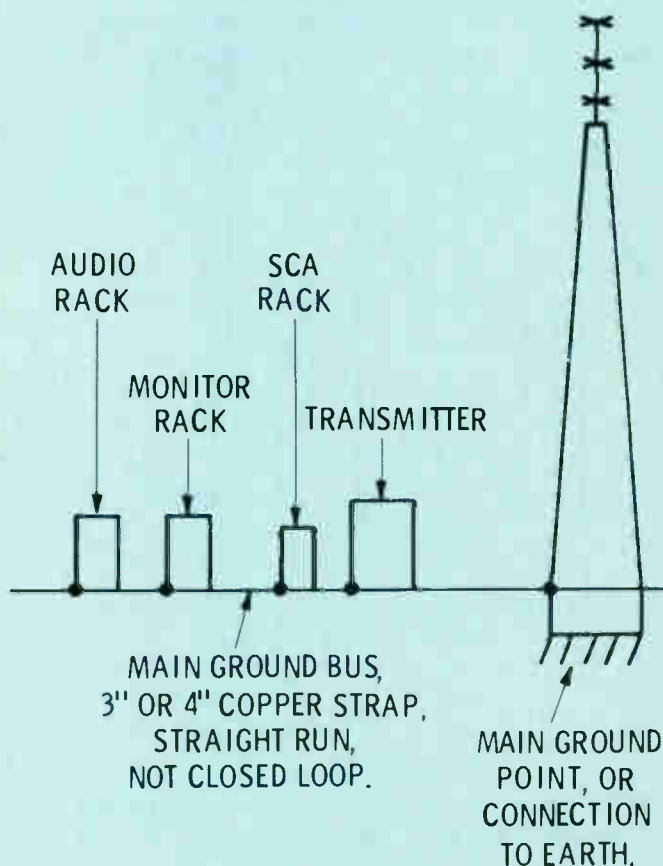 AUDIO
RACK
SCA
RACK
MONITOR
RACK
TRANSMITTER
MAIN GROUND BUS,
3" OR 4" COPPER STRAP,
STRAIGHT RUN,
NOT CLOSED LOOP.
MAIN GROUND
POINT, OR
CONNECTION
TO EARTH.